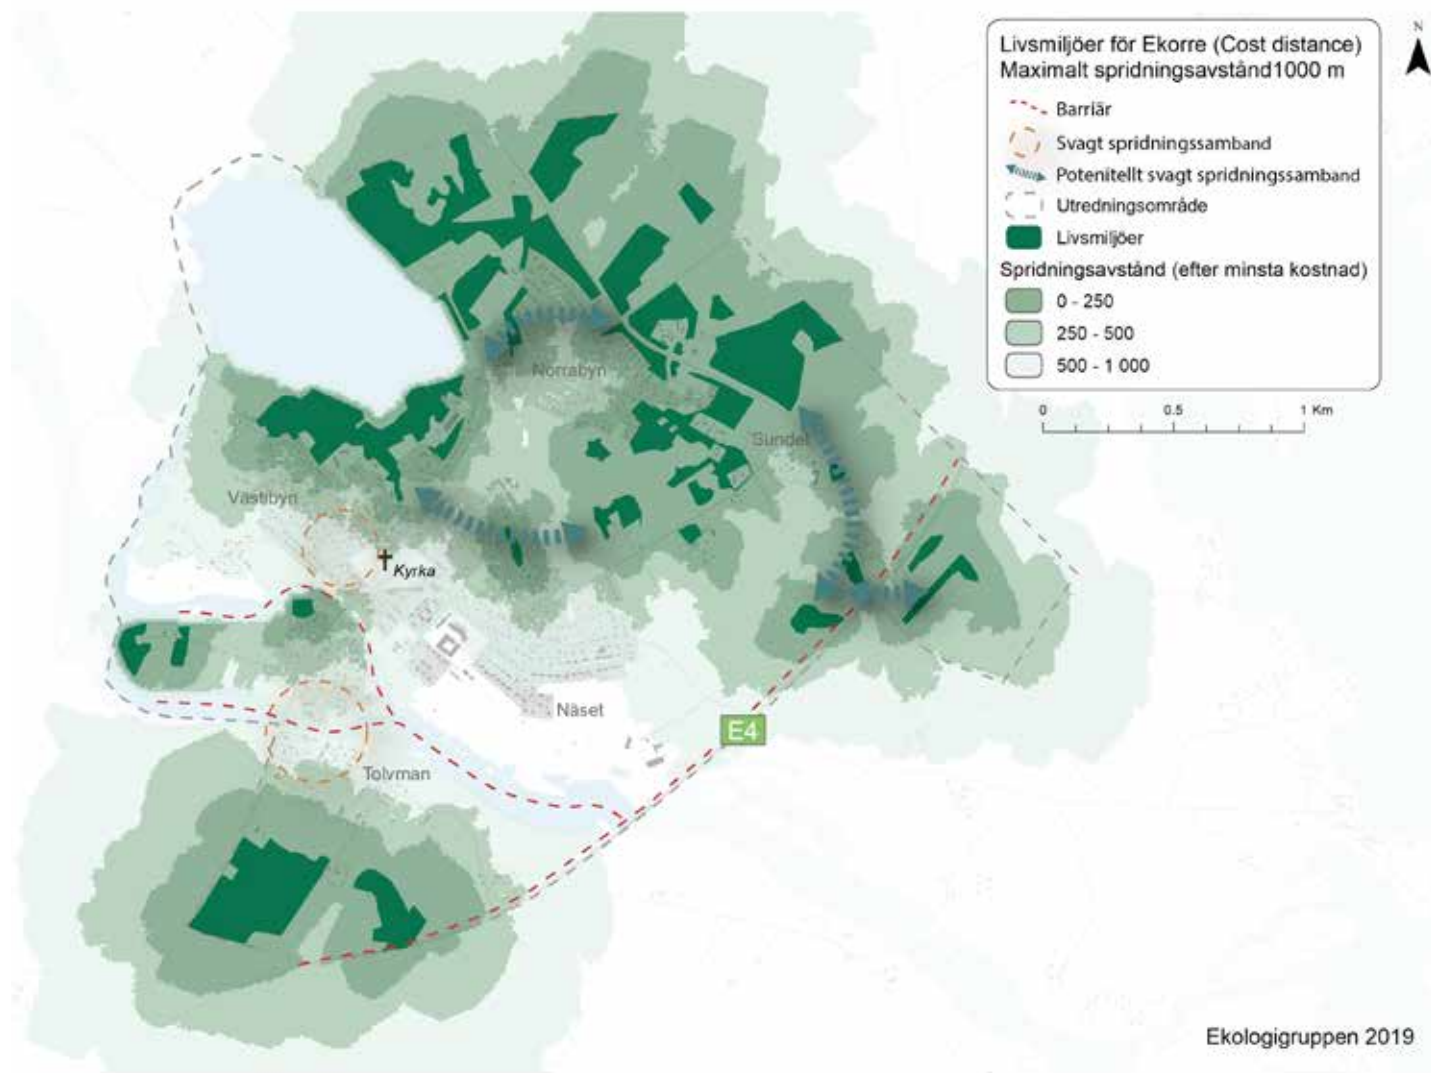 Livsmiljöer för Ekorre (Cost distance)
Maximalt spridningsavstånd1000 m
Barriär
Svagt spridningssamband
Potenitellt svagt spridningssamband
Utredningsområde
Livsmiljöer
Spridningsavstånd (efter minsta kostnad)
0 - 250
250 - 500
500 - 1 000
N
0 0.5 1 Km
Norrabyn
Sundet
Västibyn
Kyrka
Näset
E4
Tolvman
Ekologigruppen 2019